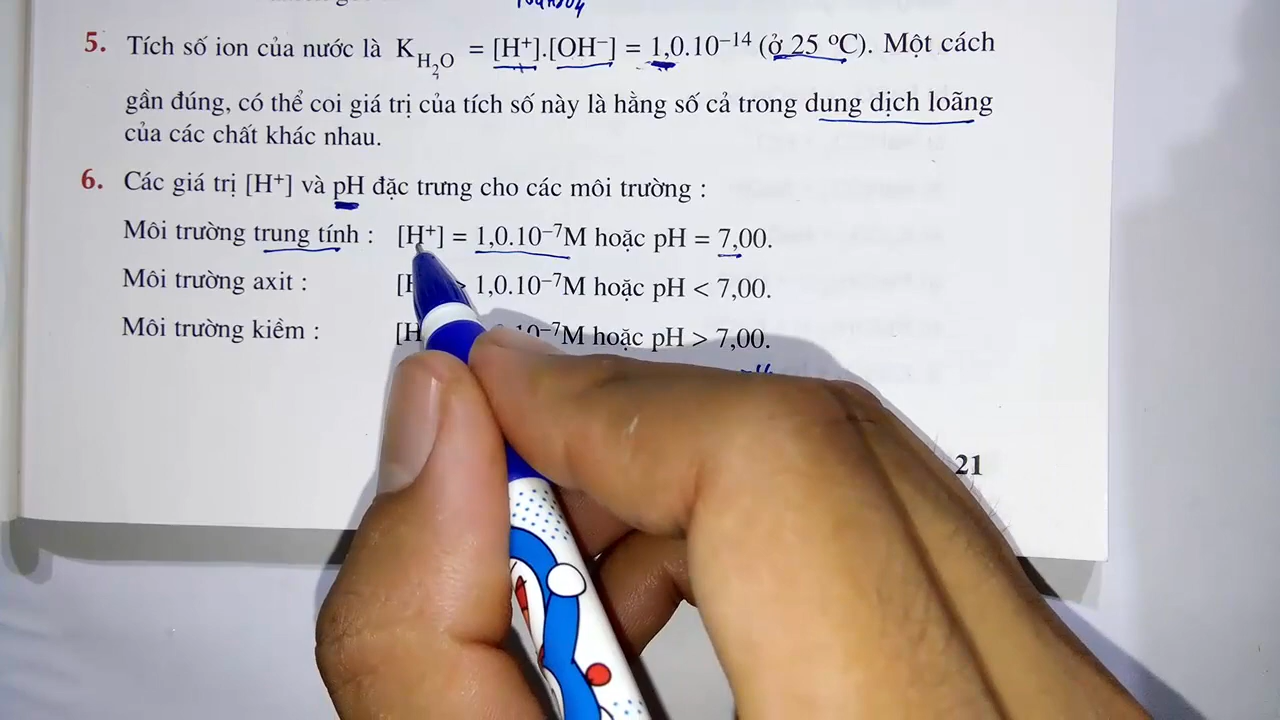 5. Tích số ion của nước là K_H₂O = [H⁺].[OH⁻] = 1,0.10⁻¹⁴ (ở 25 °C). Một cách
gần đúng, có thể coi giá trị của tích số này là hằng số cả trong dung dịch loãng
của các chất khác nhau.
6. Các giá trị [H⁺] và pH đặc trưng cho các môi trường :
Môi trường trung tính : [H⁺] = 1,0.10⁻⁷M hoặc pH = 7,00.
Môi trường axit : [H > 1,0.10⁻⁷M hoặc pH < 7,00.
Môi trường kiềm : [H 10⁻⁷M hoặc pH > 7,00.
21